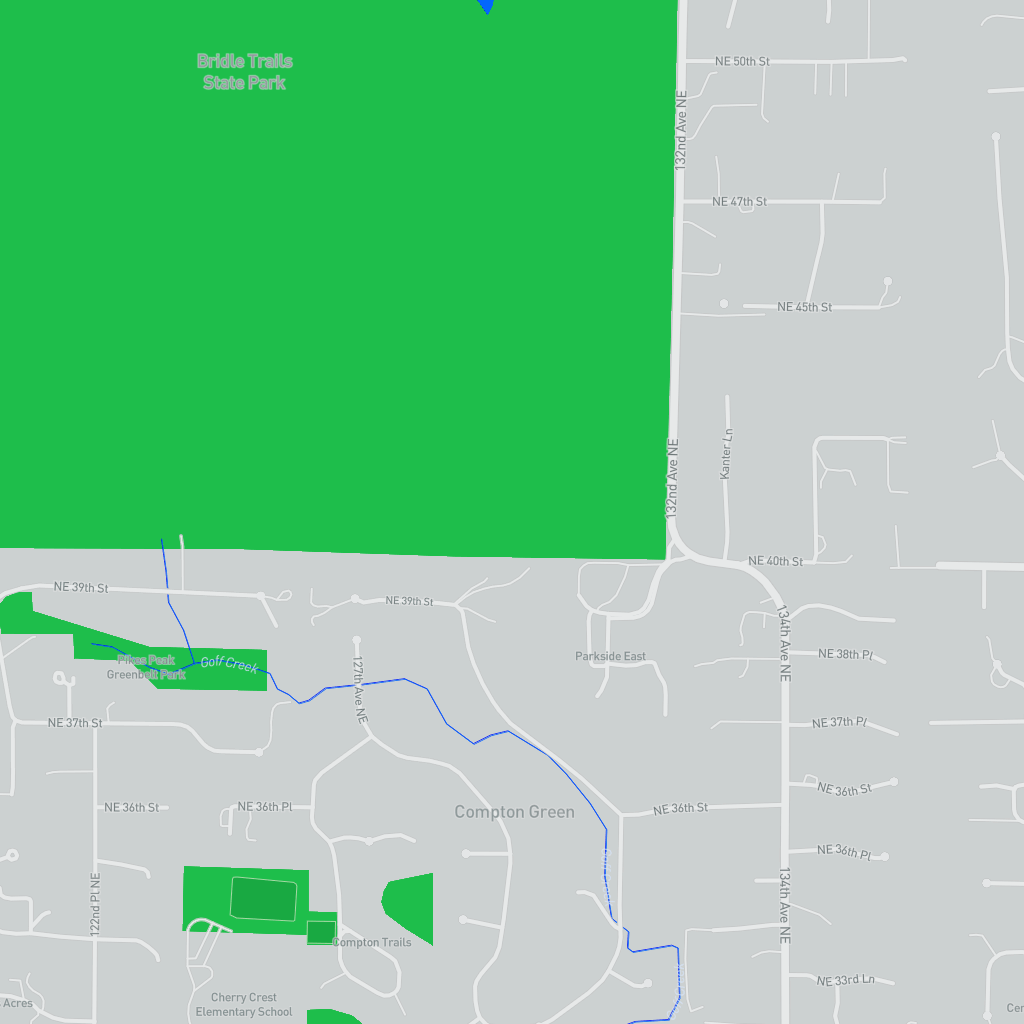 Bridle Trails
State Park
NE 50th St
132nd Ave NE
NE 47th St
NE 45th St
132nd Ave NE
Kanter Ln
NE 40th St
NE 39th St
NE 39th St
134th Ave NE
Pikes Peak
Greenbelt Park
Goff Creek
127th Ave NE
Parkside East
NE 38th Pl
NE 37th St
NE 37th Pl
NE 36th St
NE 36th Pl
Compton Green
NE 36th St
NE 36th St
NE 36th Pl
122nd Pl NE
134th Ave NE
Compton Trails
NE 33rd Ln
Acres
Cherry Crest
Elementary School
Cer